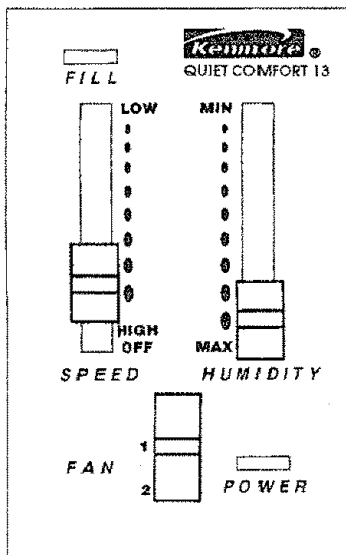 Kenmore ®
FILL
QUIET COMFORT 13
LOW
MIN
HIGH
OFF
MAX
SPEED
HUMIDITY
1
FAN
2
POWER